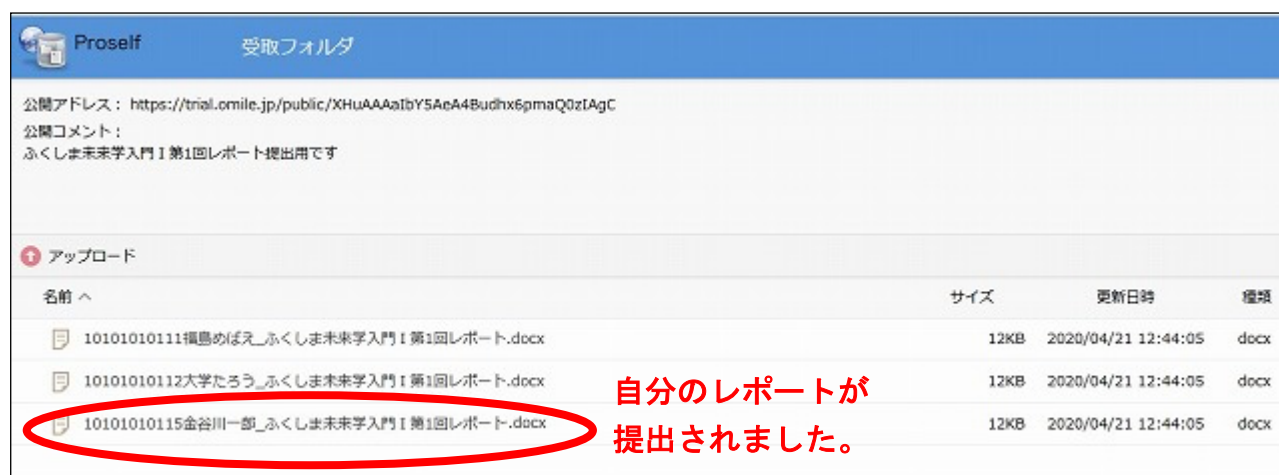 Proself 受取フォルダ
公開アドレス： https://trial.omile.jp/public/XHuAAAaIbY5AeA4Budhx6pmaQ0zIAgC
公開コメント：
ふくしま未来学入門Ⅰ第1回レポート提出用です
アップロード
名前 サイズ 更新日時 種類
10101010111福島めばえ_ふくしま未来学入門Ⅰ第1回レポート.docx 12KB 2020/04/21 12:44:05 docx
10101010112大学たろう_ふくしま未来学入門Ⅰ第1回レポート.docx 12KB 2020/04/21 12:44:05 docx
10101010115金谷川一郎_ふくしま未来学入門Ⅰ第1回レポート.docx 12KB 2020/04/21 12:44:05 docx
自分のレポートが
提出されました。